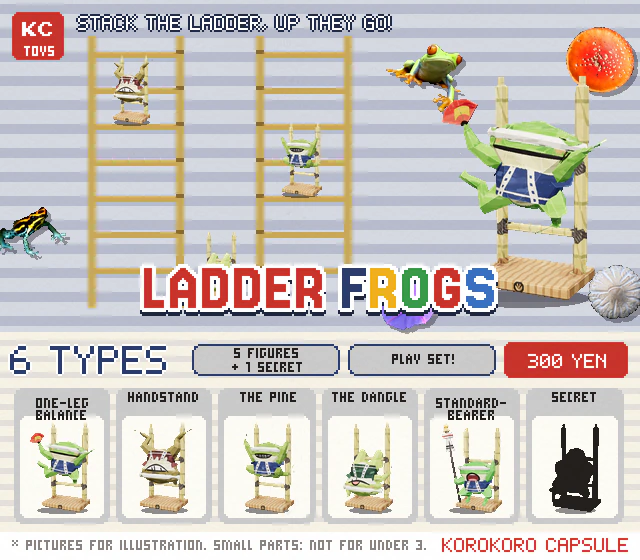 KC
TOYS
STACK THE LADDER, UP THEY GO!
LADDER FROGS
6 TYPES
5 FIGURES
+ 1 SECRET
PLAY SET!
300 YEN
ONE-LEG
BALANCE
HANDSTAND
THE PINE
THE DANGLE
STANDARD-
BEARER
SECRET
* PICTURES FOR ILLUSTRATION. SMALL PARTS: NOT FOR UNDER 3.
KOROKORO CAPSULE